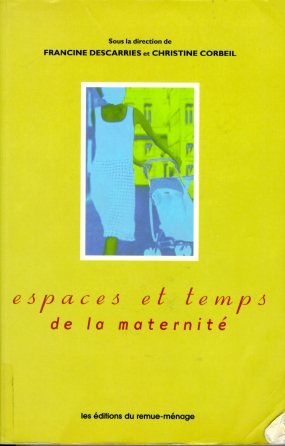 Sous la direction de
FRANCINE DESCARRIES et CHRISTINE CORBEIL
espaces et temps
de la maternité
les éditions du remue-ménage